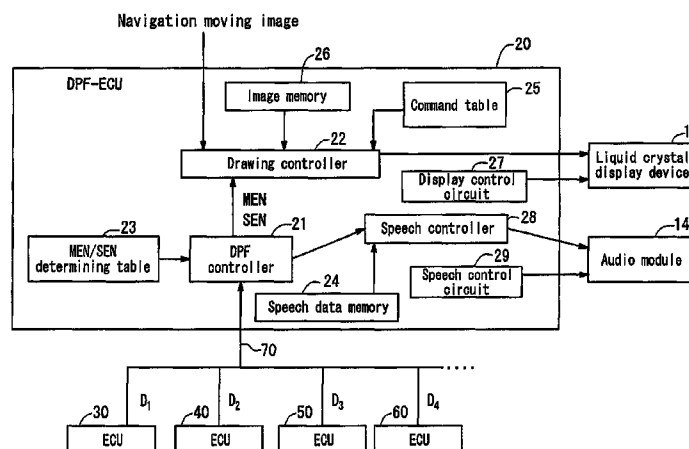 Navigation moving image
20
DPF-ECU
26
Image memory
Command table
25
22
Drawing controller
1
Liquid crystal
display device
27
Display control
circuit
MEN
SEN
23
MEN/SEN
determining table
21
DPF
controller
28
Speech controller
14
Audio module
24
Speech data memory
29
Speech control
circuit
70
D1
D2
D3
D4
30
ECU
40
ECU
50
ECU
60
ECU